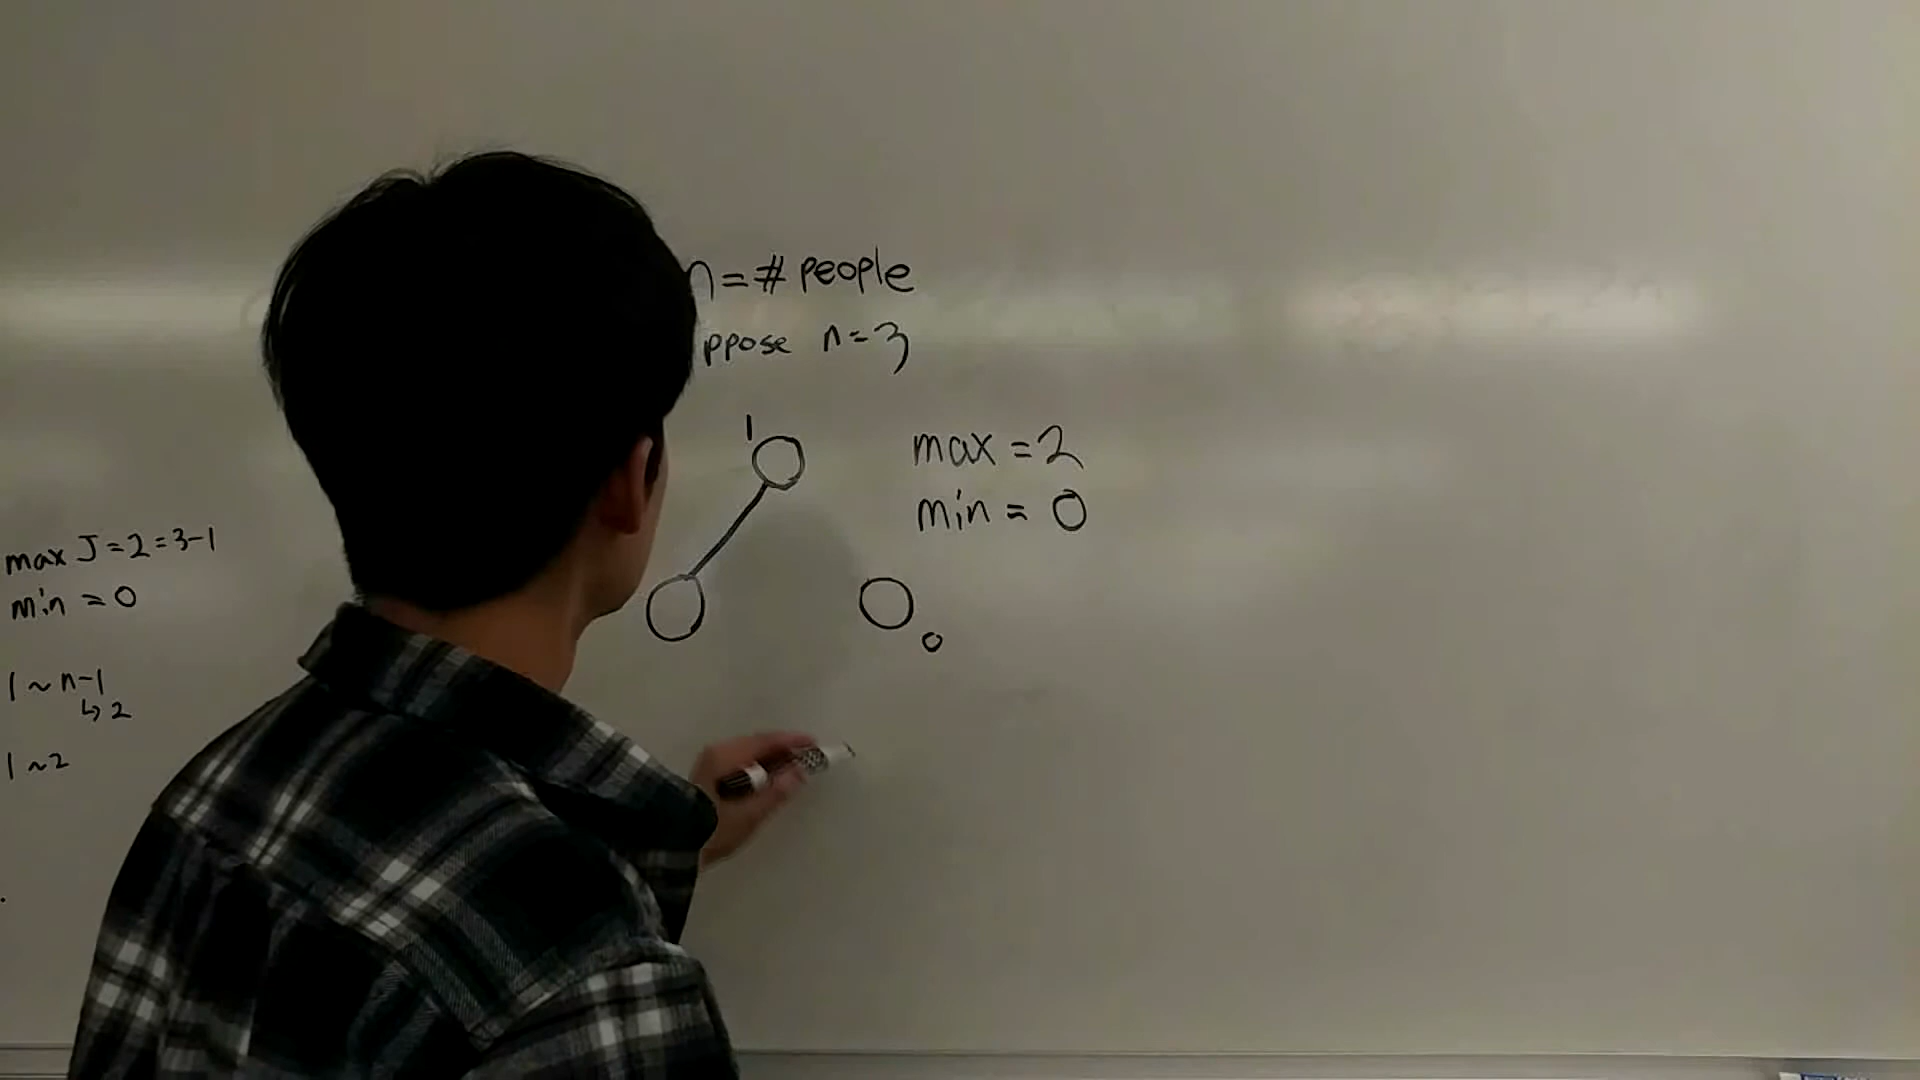 max J = 2 = 3-1
min = 0
1 ~ n-1
↳ 2
1 ~ 2
n = # people
ppose n = 3
1
max = 2
min = 0
0